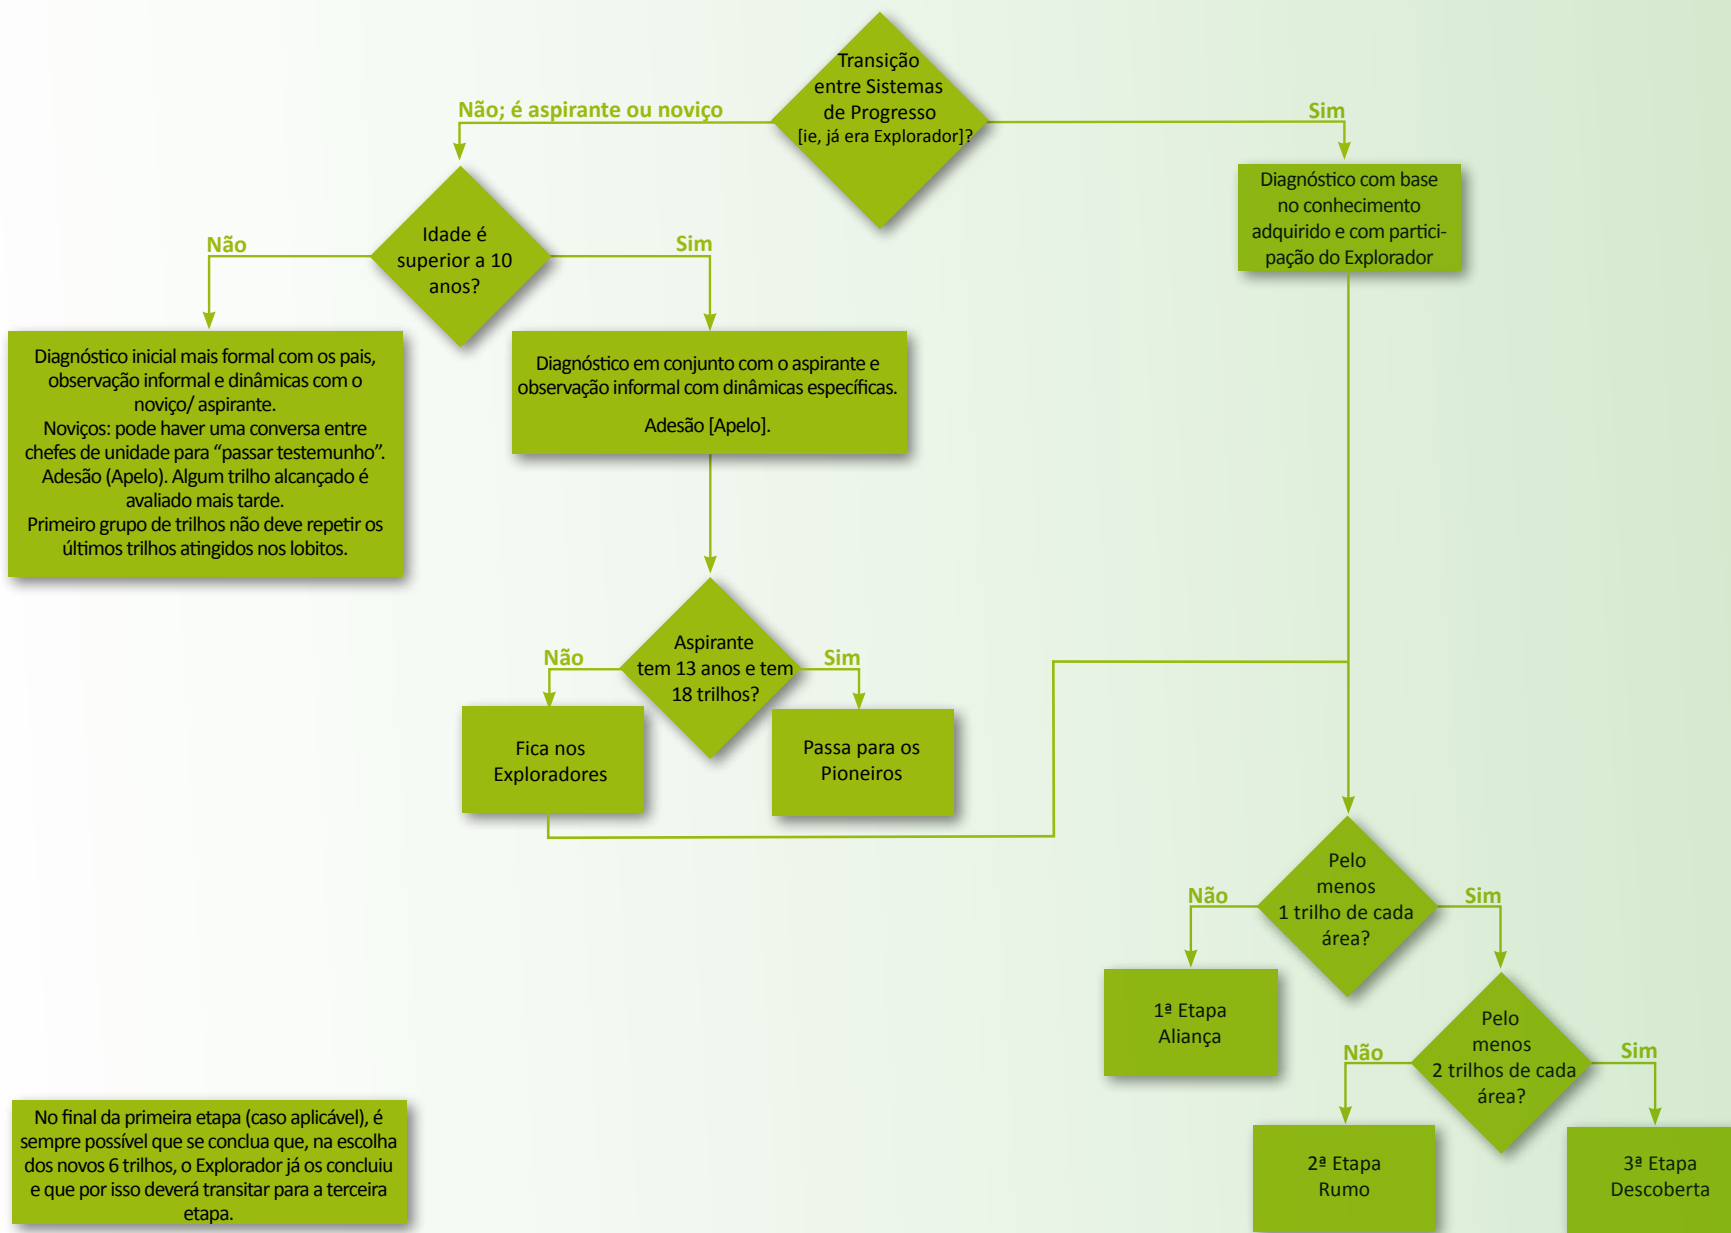 Transição
entre Sistemas
de Progresso
[ie, já era Explorador]?
Não; é aspirante ou noviço
Sim
Diagnóstico com base
no conhecimento
adquirido e com partici-
pação do Explorador
Idade é
superior a 10
anos?
Não
Sim
Diagnóstico inicial mais formal com os pais,
observação informal e dinâmicas com o
noviço/ aspirante.
Noviços: pode haver uma conversa entre
chefes de unidade para “passar testemunho”.
Adesão (Apelo). Algum trilho alcançado é
avaliado mais tarde.
Primeiro grupo de trilhos não deve repetir os
últimos trilhos atingidos nos lobitos.
Diagnóstico em conjunto com o aspirante e
observação informal com dinâmicas específicas.
Adesão [Apelo].
Aspirante
tem 13 anos e tem
18 trilhos?
Não
Sim
Fica nos
Exploradores
Passa para os
Pioneiros
Pelo
menos
1 trilho de cada
área?
Não
Sim
1ª Etapa
Aliança
Pelo
menos
2 trilhos de cada
área?
Não
Sim
2ª Etapa
Rumo
3ª Etapa
Descoberta
No final da primeira etapa (caso aplicável), é
sempre possível que se conclua que, na escolha
dos novos 6 trilhos, o Explorador já os concluiu
e que por isso deverá transitar para a terceira
etapa.